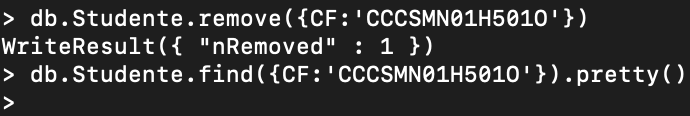 > db.Studente.remove({CF:'CCCSMN01H501O'})
WriteResult({ "nRemoved" : 1 })
> db.Studente.find({CF:'CCCSMN01H501O'}).pretty()
>